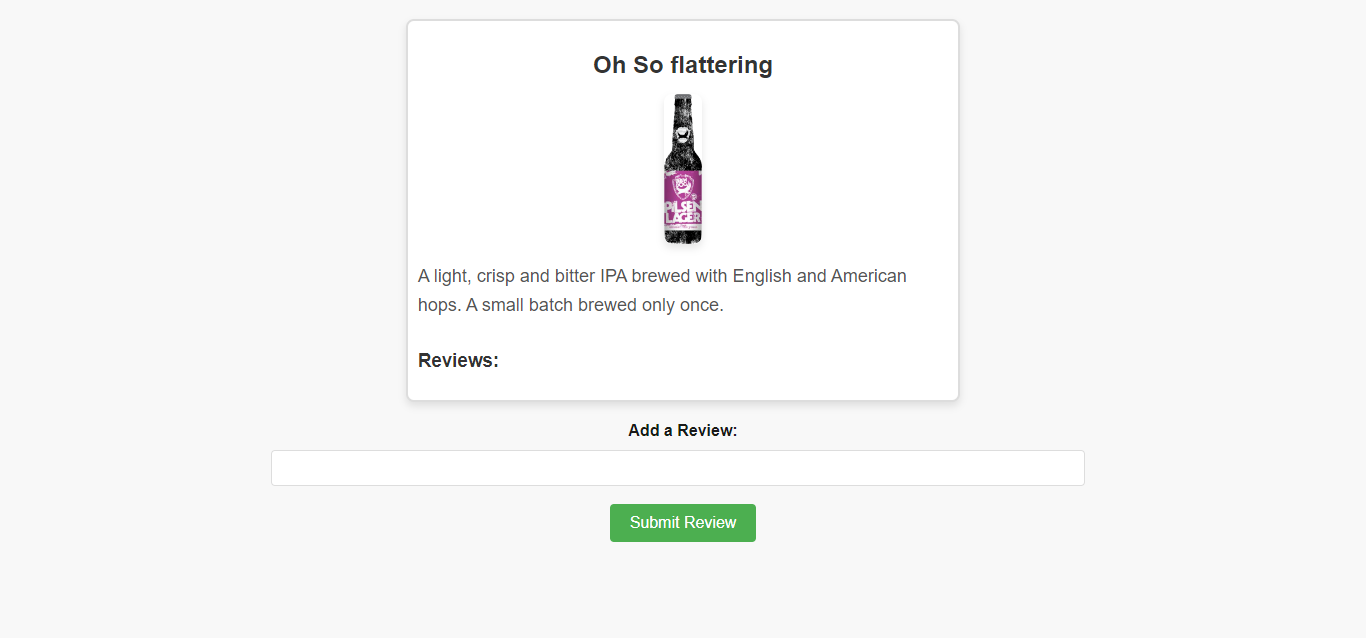 Oh So flattering
PILSEN
LAGER
A light, crisp and bitter IPA brewed with English and American
hops. A small batch brewed only once.
Reviews:
Add a Review:
Submit Review